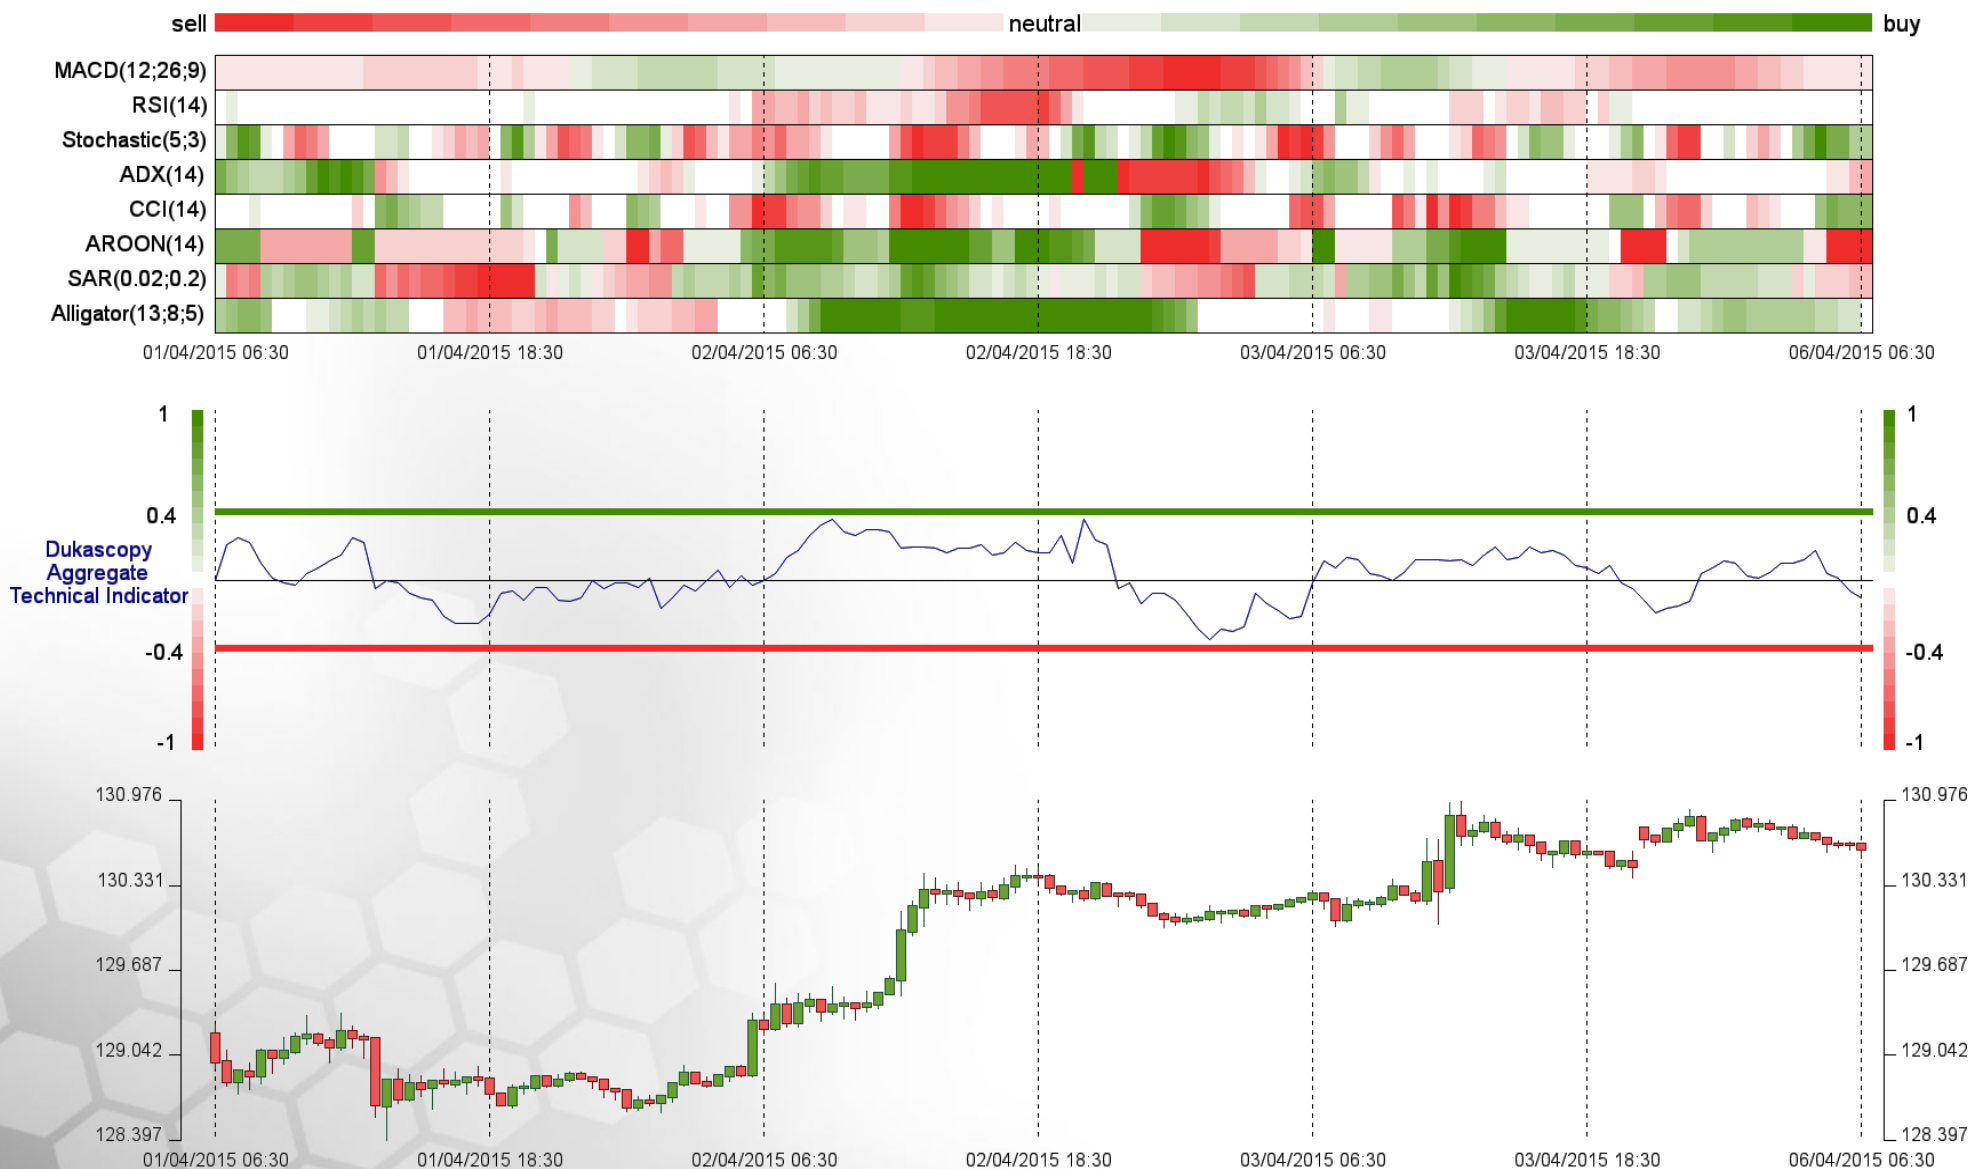 sell neutral buy
MACD(12;26;9)
RSI(14)
Stochastic(5;3)
ADX(14)
CCI(14)
AROON(14)
SAR(0.02;0.2)
Alligator(13;8;5)
01/04/2015 06:30 01/04/2015 18:30 02/04/2015 06:30 02/04/2015 18:30 03/04/2015 06:30 03/04/2015 18:30 06/04/2015 06:30
1 1
0.4 0.4
Dukascopy
Aggregate
Technical Indicator
-0.4 -0.4
-1 -1
130.976 130.976
130.331 130.331
129.687 129.687
129.042 129.042
128.397 128.397
01/04/2015 06:30 01/04/2015 18:30 02/04/2015 06:30 02/04/2015 18:30 03/04/2015 06:30 03/04/2015 18:30 06/04/2015 06:30